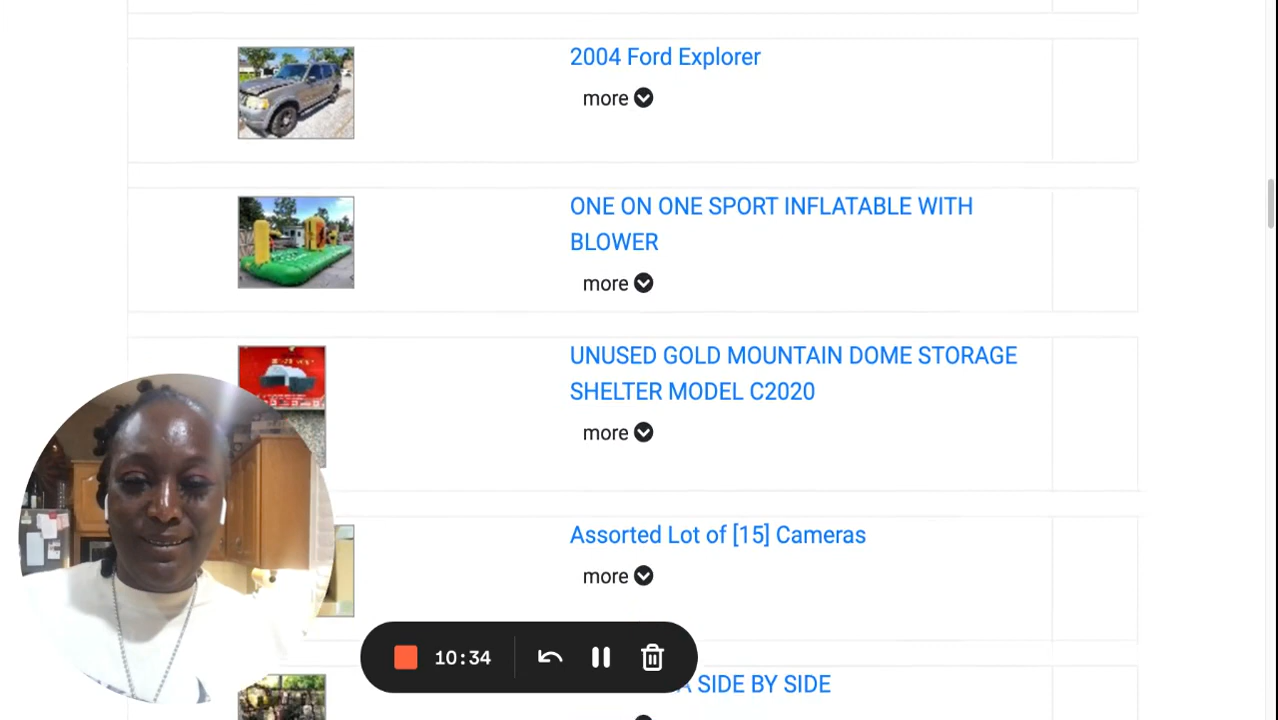 2004 Ford Explorer
more
ONE ON ONE SPORT INFLATABLE WITH
BLOWER
more
UNUSED GOLD MOUNTAIN DOME STORAGE
SHELTER MODEL C2020
more
Assorted Lot of [15] Cameras
more
10:34
SIDE BY SIDE